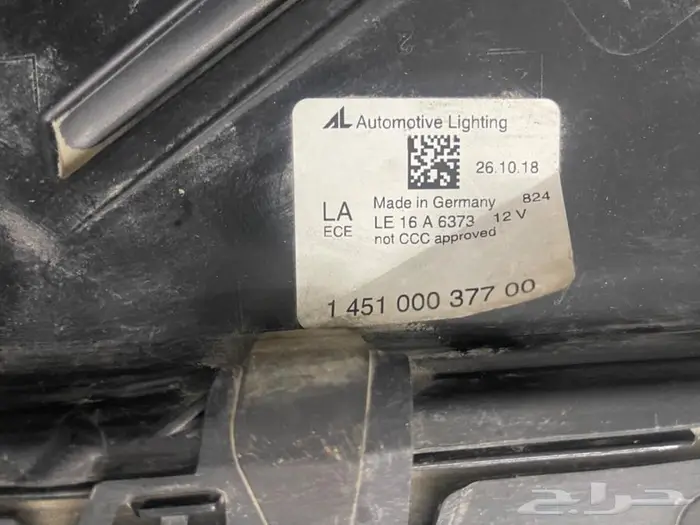 AL Automotive Lighting
26.10.18
LA
ECE
Made in Germany 824
LE 16 A 6373 12 V
not CCC approved
1 451 000 377 00
حراج